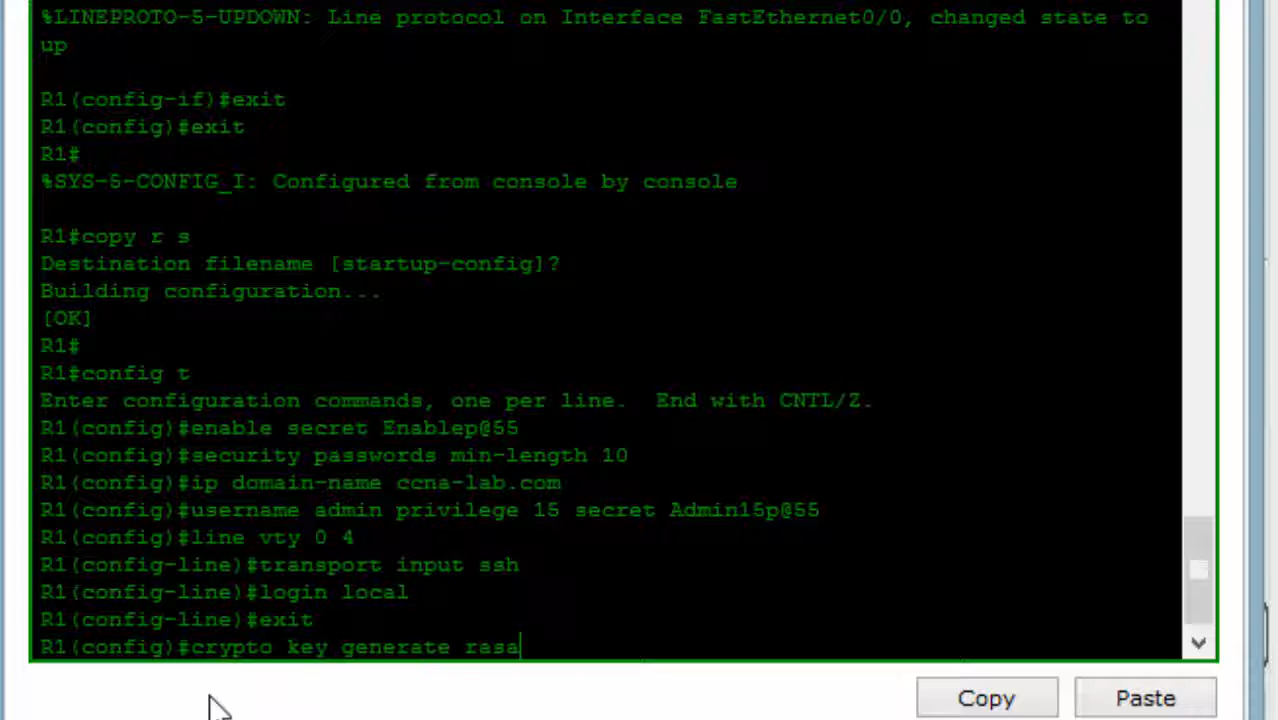 %LINEPROTO-5-UPDOWN: Line protocol on Interface FastEthernet0/0, changed state to
up
R1(config-if)#exit
R1(config)#exit
R1#
%SYS-5-CONFIG_I: Configured from console by console
R1#copy r s
Destination filename [startup-config]?
Building configuration...
[OK]
R1#
R1#config t
Enter configuration commands, one per line.  End with CNTL/Z.
R1(config)#enable secret Enablep@55
R1(config)#security passwords min-length 10
R1(config)#ip domain-name ccna-lab.com
R1(config)#username admin privilege 15 secret Admin15p@55
R1(config)#line vty 0 4
R1(config-line)#transport input ssh
R1(config-line)#login local
R1(config-line)#exit
R1(config)#crypto key generate rasa
Copy Paste